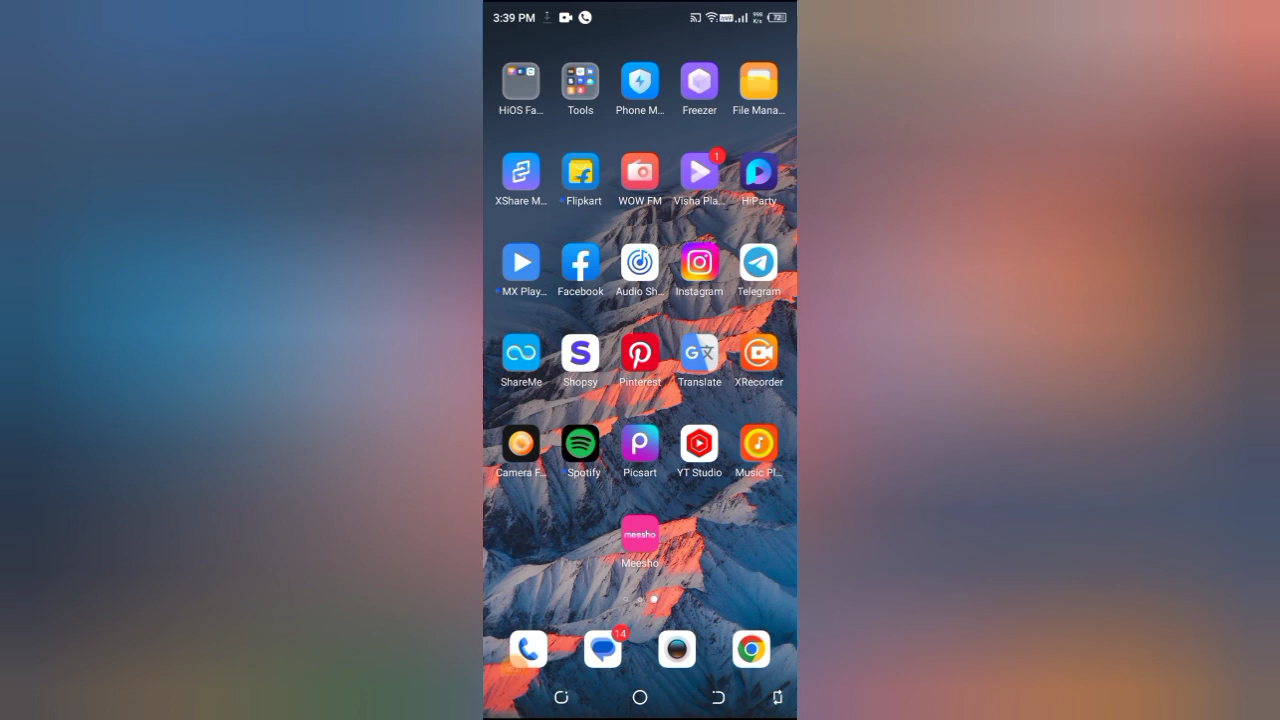 3:39 PM
72
HiOS Fa...
Tools
Phone M...
Freezer
File Mana...
1
XShare M...
Flipkart
WOW FM
Visha Pla...
HiParty
MX Play...
Facebook
Audio Sh...
Instagram
Telegram
S
G
ShareMe
Shopsy
Pinterest
Translate
XRecorder
Camera F...
Spotify
Picsart
YT Studio
Music Pl...
meesho
Meesho
14